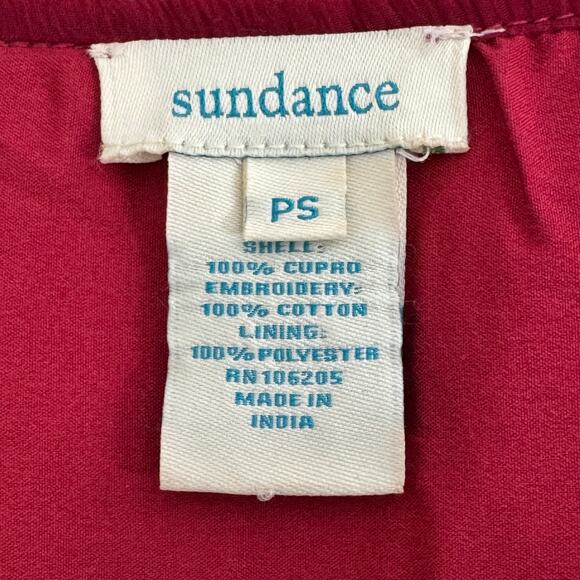 sundance
PS
SHELL:
100% CUPRO
EMBROIDERY:
100% COTTON
LINING:
100% POLYESTER
RN 106205
MADE IN
INDIA